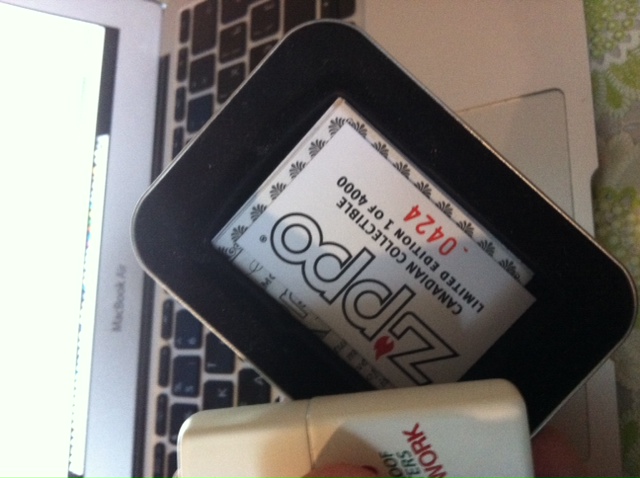 zippo®
CANADIAN COLLECTIBLE
LIMITED EDITION 1 OF 4000
0424
MacBook Air
WORK